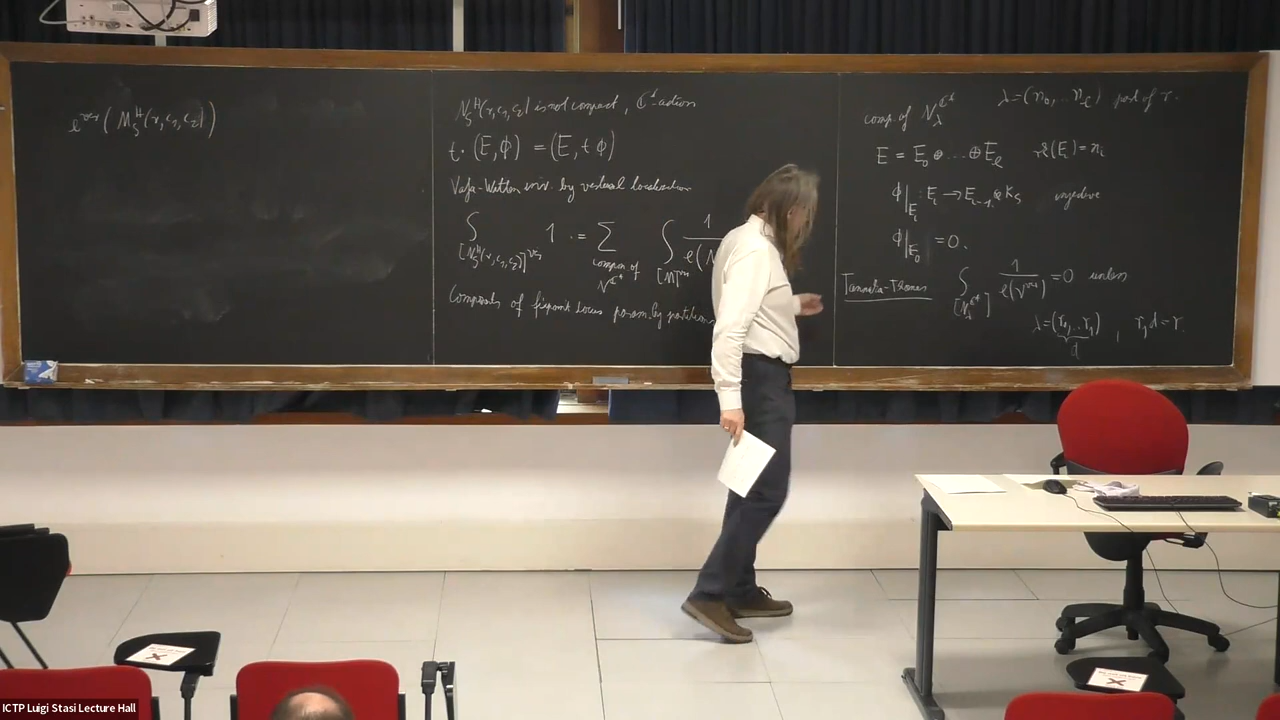 e^{vir}(M_S^H(r,c_1,c_2))
N_S^H(r,c_1,c_2) is not compact, ℂ*-action
t·(E,ϕ) = (E,tϕ)
Vafa-Witten inv. by virtual localization
∫_{[N_S^H(r,c_1,c_2)]^{vir}} 1 := ∑_{compon of N^{ℂ*}} ∫_{[M]^{vir}} 1/e(N
of fixpoint locus param. by partitions
comp. of N_λ^{ℂ*} λ=(n_0,...n_ℓ) part of r.
E = E_0 ⊕...⊕ E_ℓ rk(E_i)=n_i
ϕ|_{E_i} : E_i → E_{i-1}⊗K_S injective
ϕ|_{E_0} =0.
Tanaka-Thomas ∫_{[N_λ^{ℂ*}]} 1/e(N^{vir}) =0 unless
λ=(r_1,...r_1), r_1d=r.
d
ICTP Luigi Stasi Lecture Hall